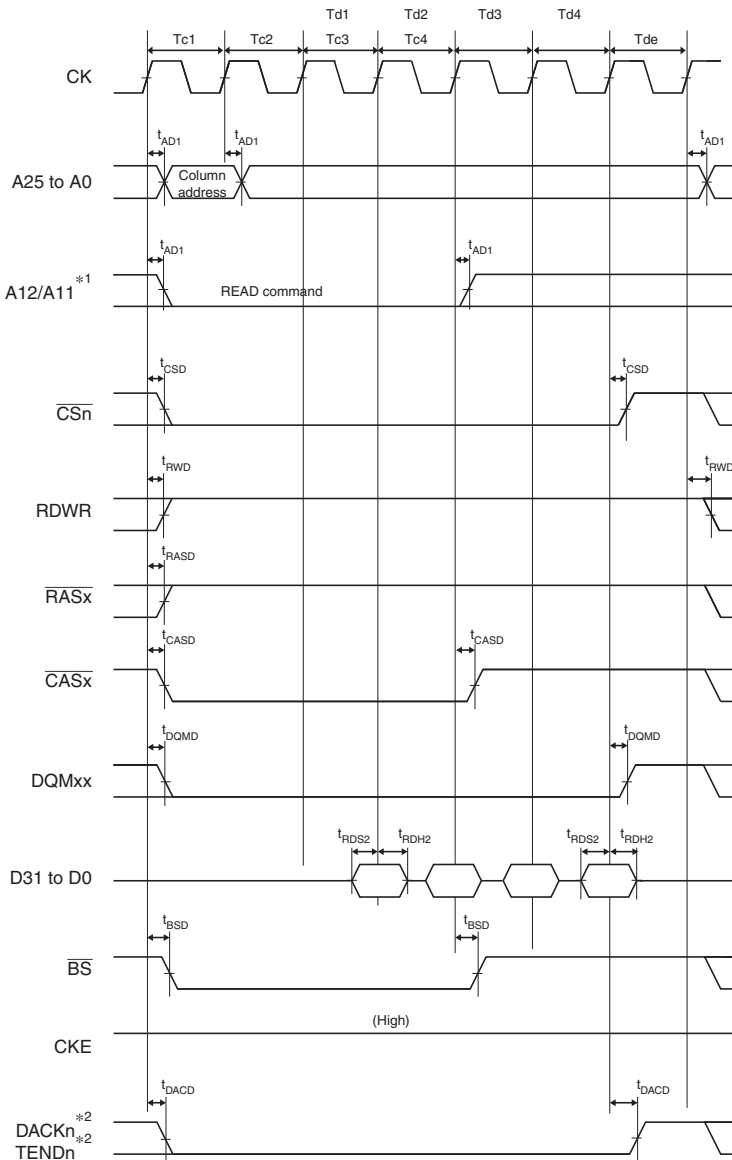 Td1 Td2 Td3 Td4
Tc1 Tc2 Tc3 Tc4 Tde
CK
tAD1 tAD1 tAD1
A25 to A0
Column
address
tAD1 tAD1
A12/A11*1
READ command
tCSD tCSD
CSn
tRWD tRWD
RDWR
tRASD
RASx
tCASD tCASD
CASx
tDQMD tDQMD
DQMxx
tRDS2 tRDH2 tRDS2 tRDH2
D31 to D0
tBSD tBSD
BS
(High)
CKE
tDACD tDACD
DACKn*2
TENDn*2